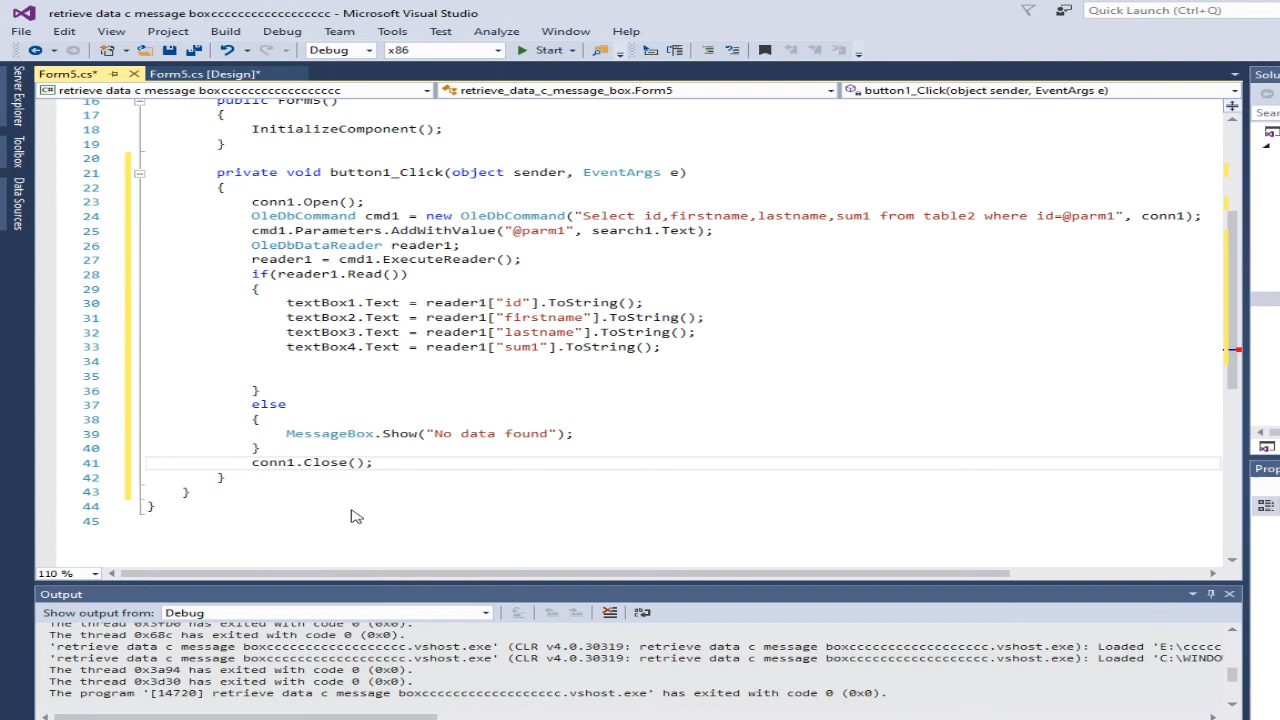 retrieve data c message boxcccccccccccccccccc - Microsoft Visual Studio
Quick Launch (Ctrl+Q)
File Edit View Project Build Debug Team Tools Test Analyze Window Help
Debug x86 Start
Form5.cs* Form5.cs [Design]*
retrieve data c message boxcccccccccccccccccc retrieve_data_c_message_box.Form5 button1_Click(object sender, EventArgs e)
Server Explorer
Toolbox
Data Sources
16 public Form5()
17 {
18 InitializeComponent();
19 }
20
21 private void button1_Click(object sender, EventArgs e)
22 {
23 conn1.Open();
24 OleDbCommand cmd1 = new OleDbCommand("Select id,firstname,lastname,sum1 from table2 where id=@parm1", conn1);
25 cmd1.Parameters.AddWithValue("@parm1", search1.Text);
26 OleDbDataReader reader1;
27 reader1 = cmd1.ExecuteReader();
28 if(reader1.Read())
29 {
30 textBox1.Text = reader1["id"].ToString();
31 textBox2.Text = reader1["firstname"].ToString();
32 textBox3.Text = reader1["lastname"].ToString();
33 textBox4.Text = reader1["sum1"].ToString();
34
35
36 }
37 else
38 {
39 MessageBox.Show("No data found");
40 }
41 conn1.Close();
42 }
43 }
44 }
45
110 %
Solu
Sear
Prop
Output
Show output from: Debug
The thread 0x3fb0 has exited with code 0 (0x0).
The thread 0x68c has exited with code 0 (0x0).
'retrieve data c message boxcccccccccccccccccc.vshost.exe' (CLR v4.0.30319: retrieve data c message boxcccccccccccccccccc.vshost.exe): Loaded 'E:\ccccc
'retrieve data c message boxcccccccccccccccccc.vshost.exe' (CLR v4.0.30319: retrieve data c message boxcccccccccccccccccc.vshost.exe): Loaded 'C:\WINDO
The thread 0x3a94 has exited with code 0 (0x0).
The thread 0x3d30 has exited with code 0 (0x0).
The program '[14720] retrieve data c message boxcccccccccccccccccc.vshost.exe' has exited with code 0 (0x0).